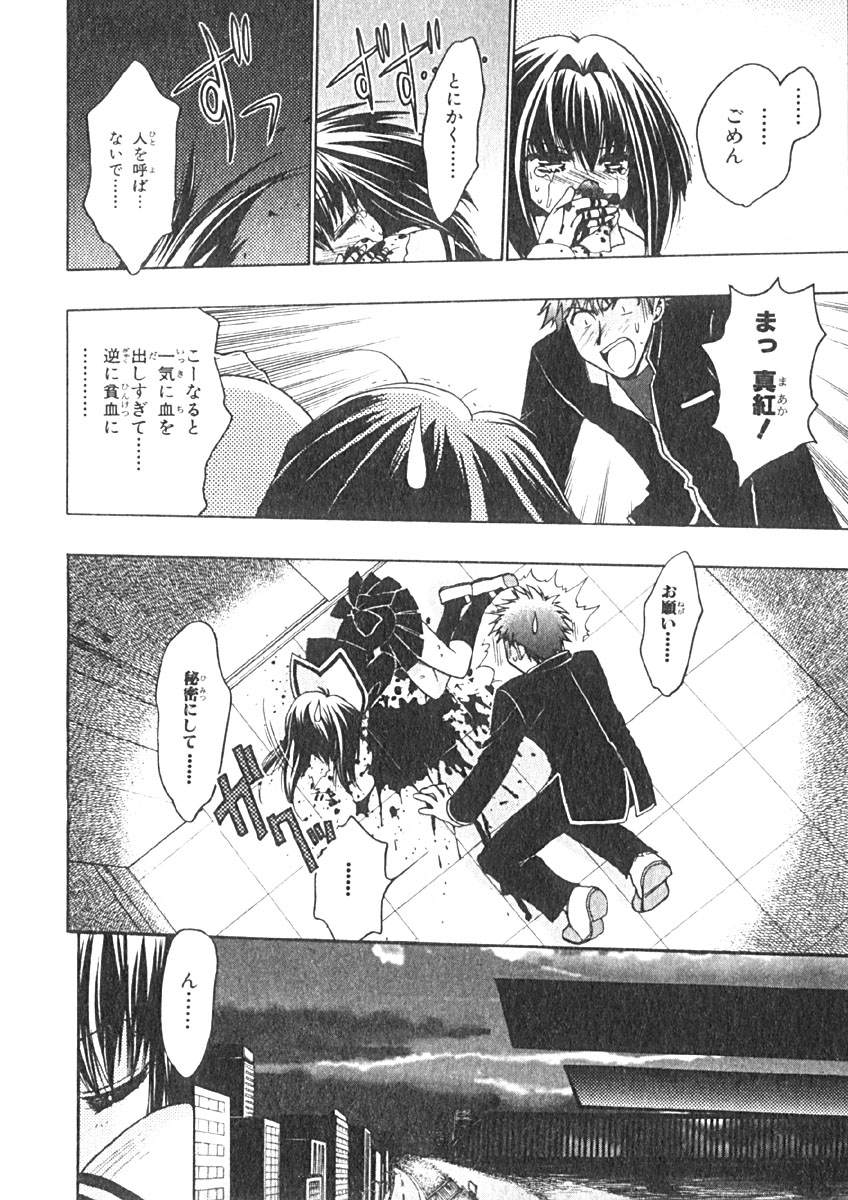 ………
……
ごめん
とにかく……
ずず
ずっ
人を呼ば
ないで……
まっ 真紅!
こーなると
一気に血を
出しすぎて……
逆に貧血に
…………
お願い……
秘密にして……
ガクッ
……
ん……